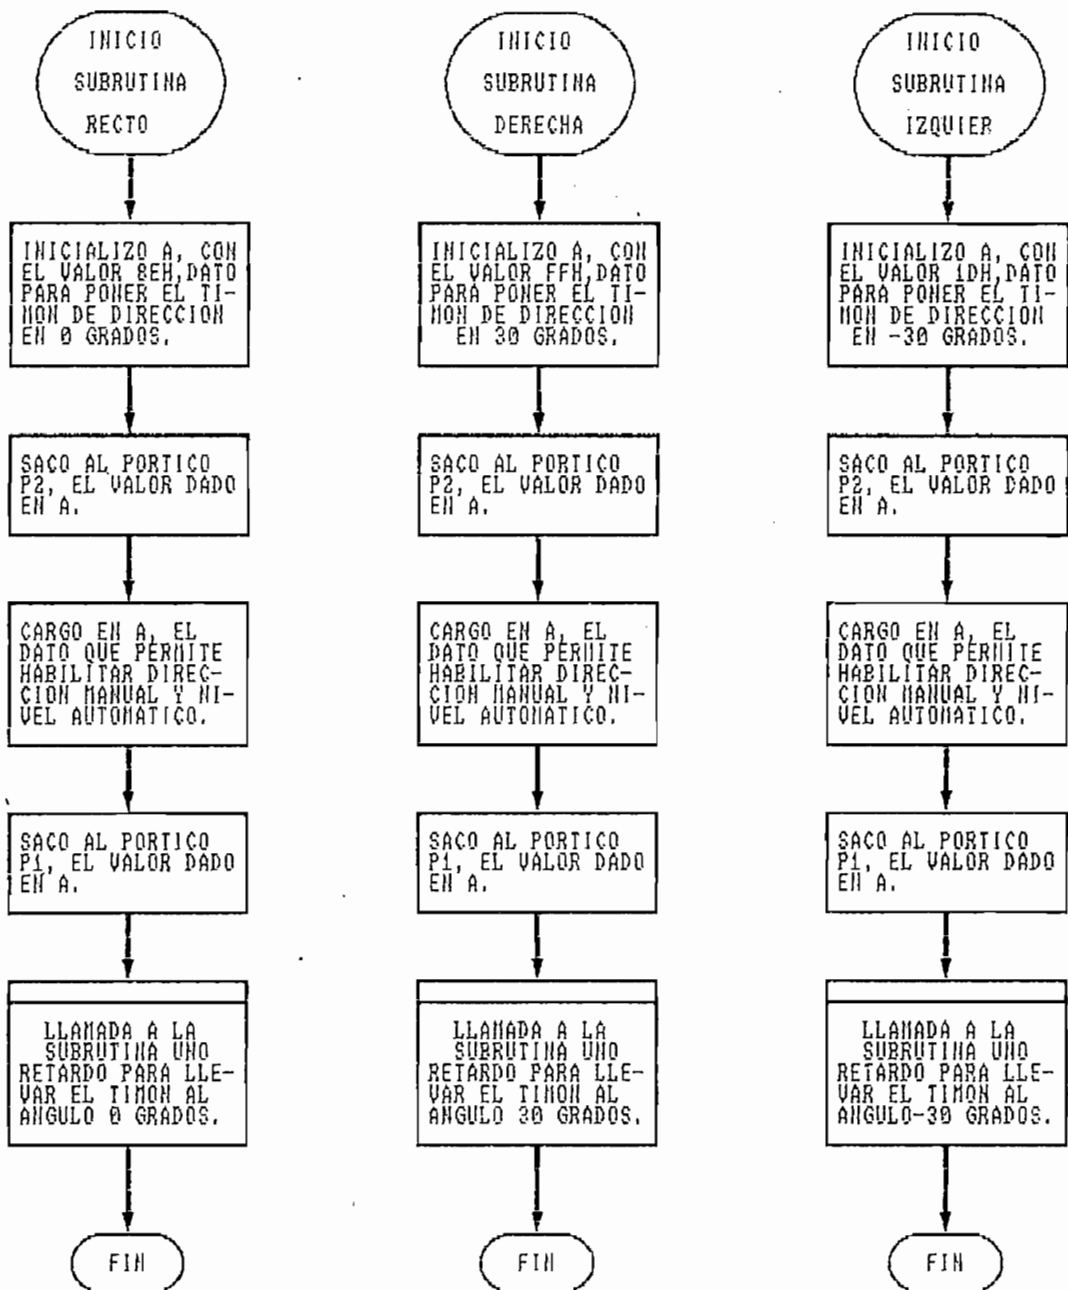 INICIO
SUBRUTINA
RECTO
INICIALIZO A, CON
EL VALOR 8EH,DATO
PARA PONER EL TI-
MON DE DIRECCION
EN 0 GRADOS.
SACO AL PORTICO
P2, EL VALOR DADO
EN A.
CARGO EN A, EL
DATO QUE PERMITE
HABILITAR DIREC-
CION MANUAL Y NI-
VEL AUTOMATICO.
SACO AL PORTICO
P1, EL VALOR DADO
EN A.
LLAMADA A LA
SUBRUTINA UNO
RETARDO PARA LLE-
VAR EL TIMON AL
ANGULO 0 GRADOS.
FIN
INICIO
SUBRUTINA
DERECHA
INICIALIZO A, CON
EL VALOR FFH,DATO
PARA PONER EL TI-
MON DE DIRECCION
EN 30 GRADOS.
SACO AL PORTICO
P2, EL VALOR DADO
EN A.
CARGO EN A, EL
DATO QUE PERMITE
HABILITAR DIREC-
CION MANUAL Y NI-
VEL AUTOMATICO.
SACO AL PORTICO
P1, EL VALOR DADO
EN A.
LLAMADA A LA
SUBRUTINA UNO
RETARDO PARA LLE-
VAR EL TIMON AL
ANGULO 30 GRADOS.
FIN
INICIO
SUBRUTINA
IZQUIER
INICIALIZO A, CON
EL VALOR 1DH,DATO
PARA PONER EL TI-
MON DE DIRECCION
EN -30 GRADOS.
SACO AL PORTICO
P2, EL VALOR DADO
EN A.
CARGO EN A, EL
DATO QUE PERMITE
HABILITAR DIREC-
CION MANUAL Y NI-
VEL AUTOMATICO.
SACO AL PORTICO
P1, EL VALOR DADO
EN A.
LLAMADA A LA
SUBRUTINA UNO
RETARDO PARA LLE-
VAR EL TIMON AL
ANGULO-30 GRADOS.
FIN